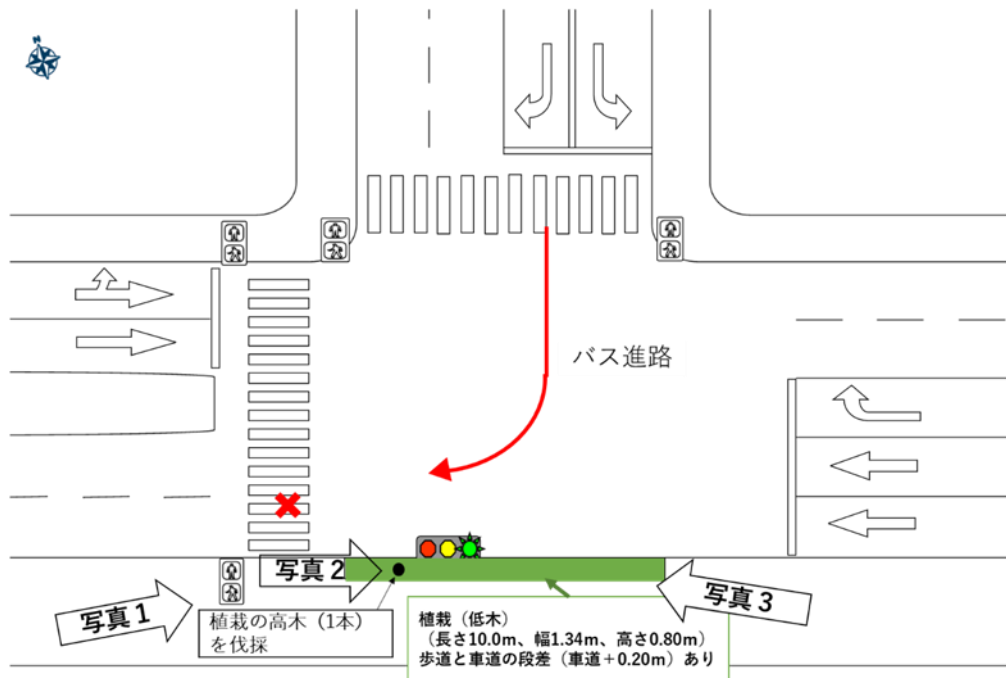 N
バス進路
写真1
写真2
写真3
植栽の高木（1本）
を伐採
植栽（低木）
（長さ10.0m、幅1.34m、高さ0.80m）
歩道と車道の段差（車道＋0.20m）あり